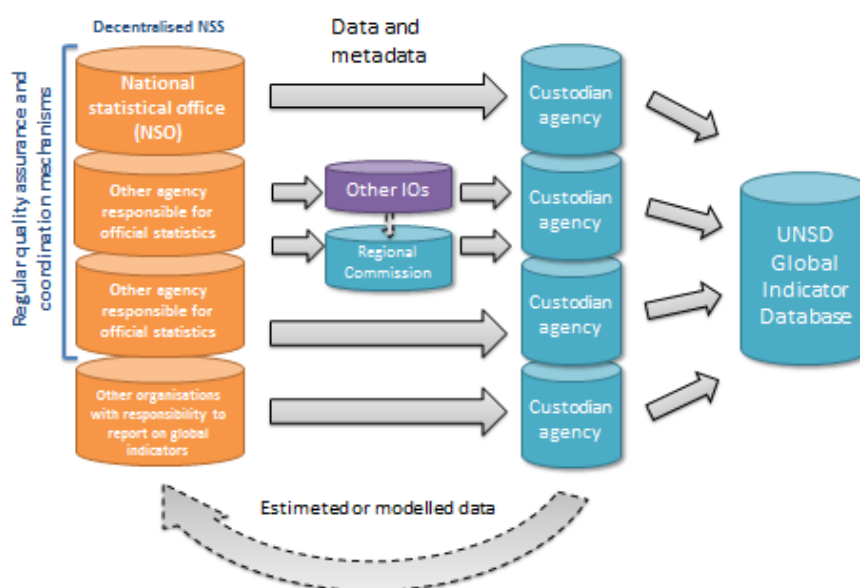 Decentralised NSS
Data and
metadata
Regular quality assurance and
coordination mechanisms
National
statistical office
(NSO)
Other agency
responsible for
official statistics
Other agency
responsible for
official statistics
Other organisations
with responsibility to
report on global
indicators
Other IOs
Regional
Commission
Custodian
agency
Custodian
agency
Custodian
agency
Custodian
agency
UNSD
Global
Indicator
Database
Estimeted or modelled data